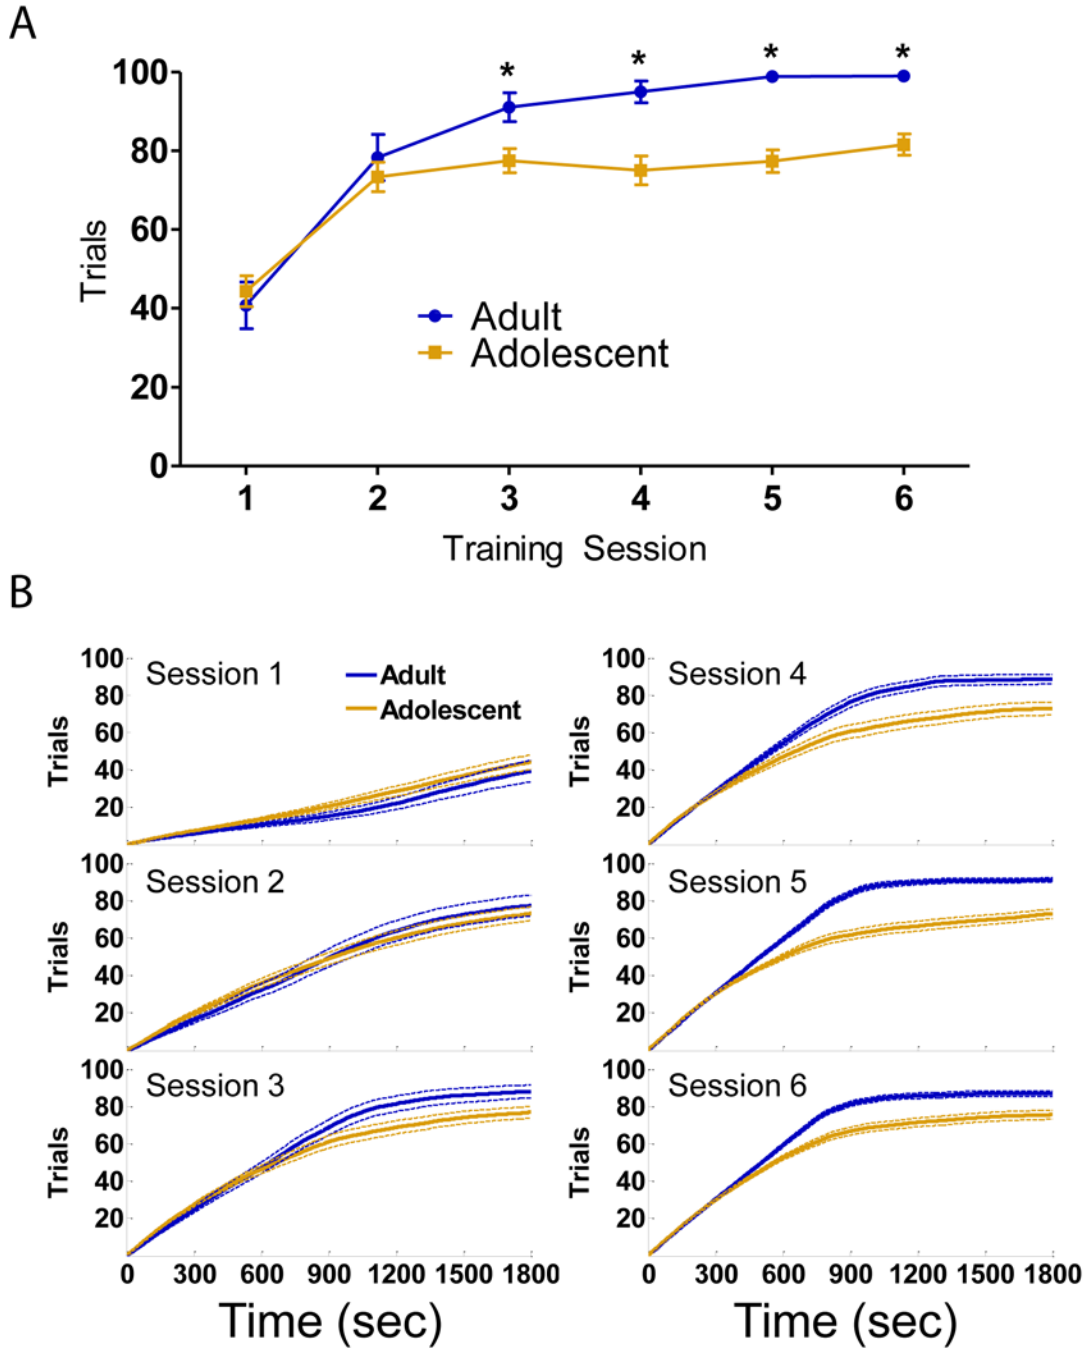 A
* * * *
100
80
60
40
20
0
Trials
Adult
Adolescent
1 2 3 4 5 6
Training Session
B
Session 1
Adult
Adolescent
100
80
60
40
20
Trials
Session 4
100
80
60
40
20
Trials
Session 2
100
80
60
40
20
Trials
Session 5
100
80
60
40
20
Trials
Session 3
100
80
60
40
20
Trials
0 300 600 900 1200 1500 1800
Time (sec)
Session 6
100
80
60
40
20
Trials
0 300 600 900 1200 1500 1800
Time (sec)